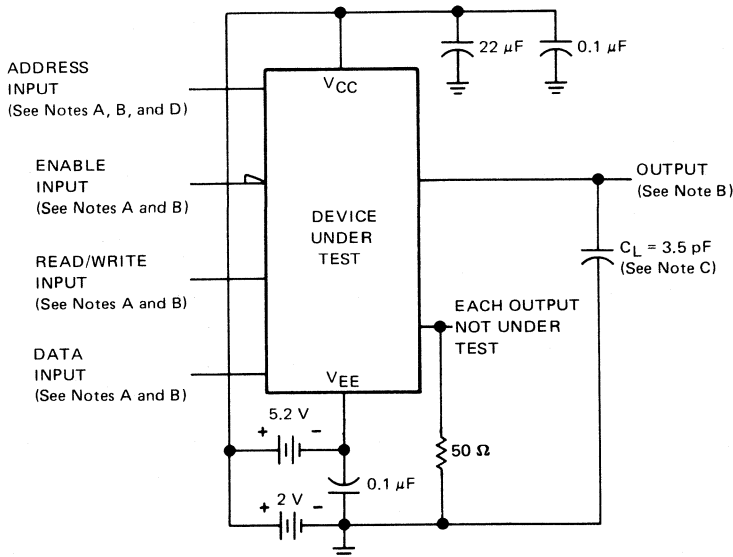 22 µF
0.1 µF
ADDRESS
INPUT
(See Notes A, B, and D)
VCC
ENABLE
INPUT
(See Notes A and B)
OUTPUT
(See Note B)
DEVICE
UNDER
TEST
READ/WRITE
INPUT
(See Notes A and B)
CL = 3.5 pF
(See Note C)
EACH OUTPUT
NOT UNDER
TEST
DATA
INPUT
(See Notes A and B)
VEE
5.2 V
+ -
50 Ω
0.1 µF
2 V
+ -